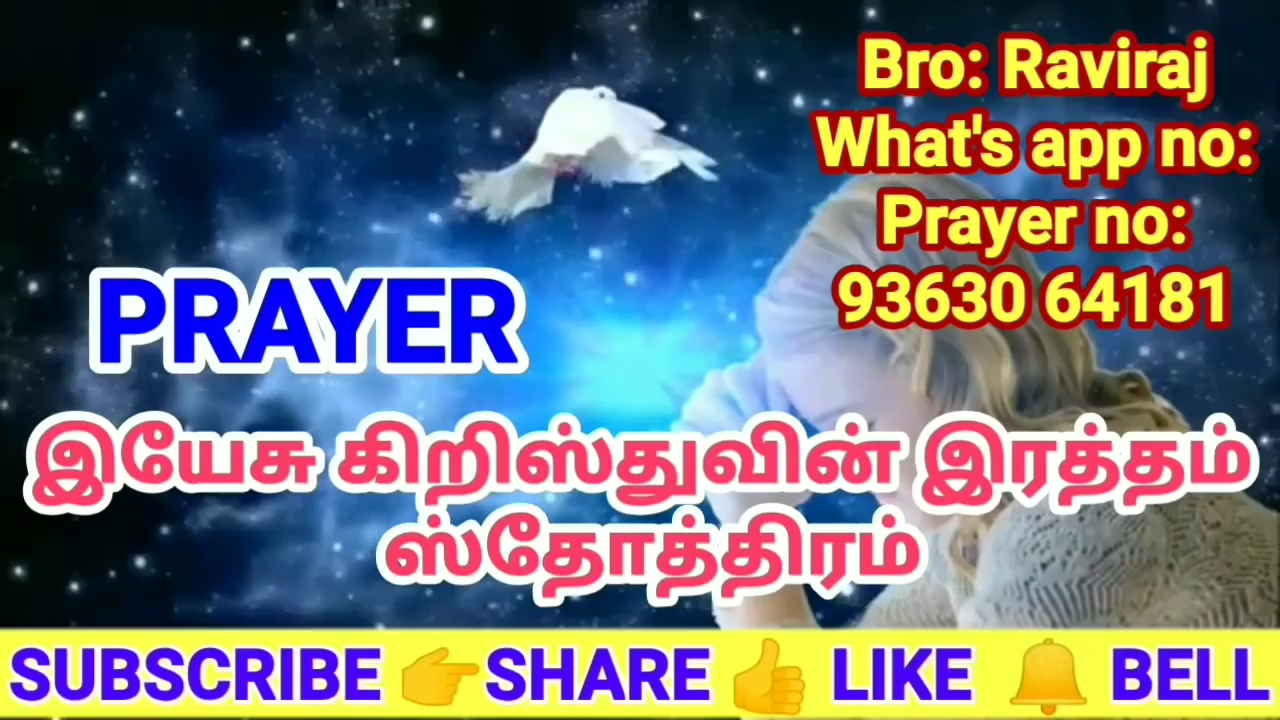 Bro: Raviraj
What's app no:
Prayer no:
93630 64181
PRAYER
இயேசு கிறிஸ்துவின் இரத்தம்
ஸ்தோத்திரம்
SUBSCRIBE 👉 SHARE 👍 LIKE 🔔 BELL